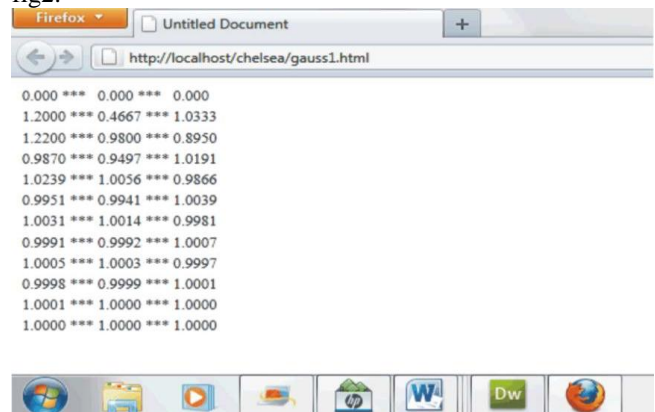 fig2.
Firefox
Untitled Document
+
http://localhost/chelsea/gauss1.html
0.000 *** 0.000 *** 0.000
1.2000 *** 0.4667 *** 1.0333
1.2200 *** 0.9800 *** 0.8950
0.9870 *** 0.9497 *** 1.0191
1.0239 *** 1.0056 *** 0.9866
0.9951 *** 0.9941 *** 1.0039
1.0031 *** 1.0014 *** 0.9981
0.9991 *** 0.9992 *** 1.0007
1.0005 *** 1.0003 *** 0.9997
0.9998 *** 0.9999 *** 1.0001
1.0001 *** 1.0000 *** 1.0000
1.0000 *** 1.0000 *** 1.0000
hp
W
Dw